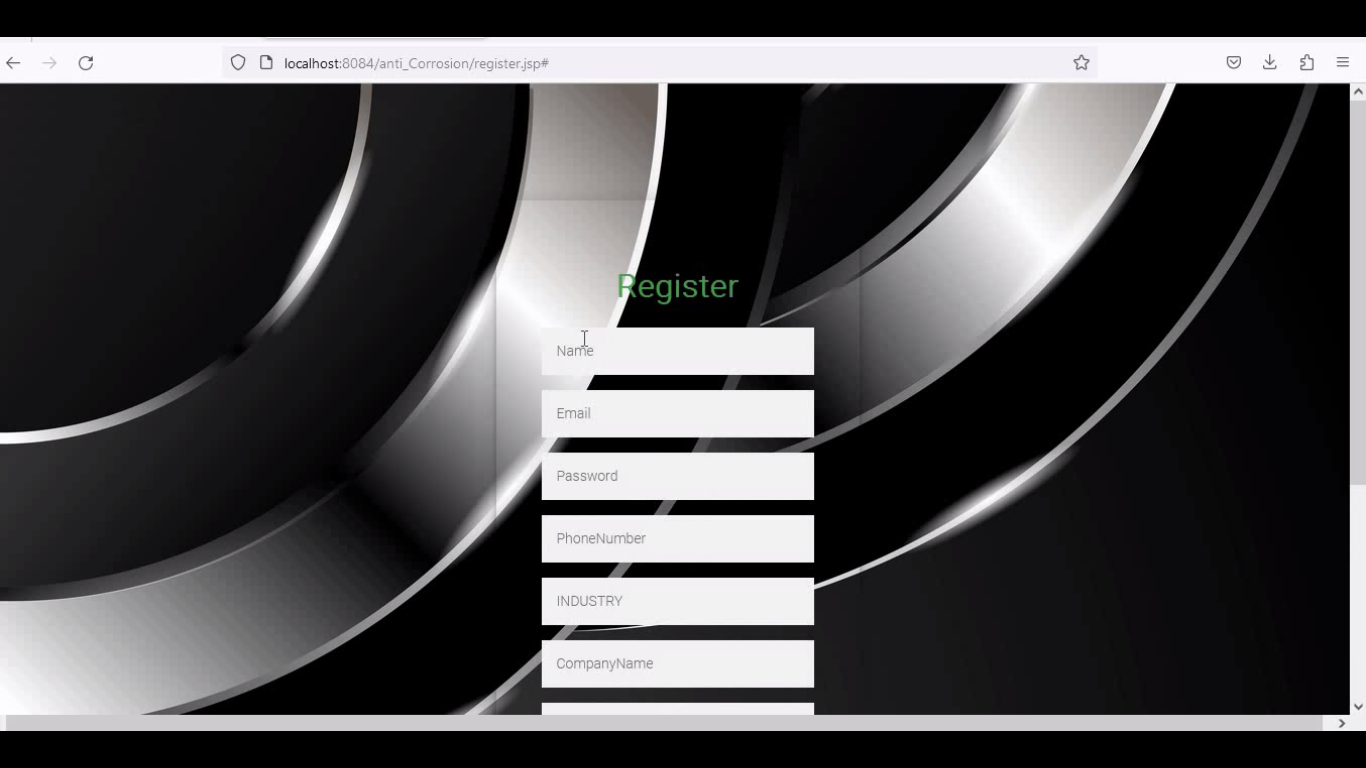 localhost:8084/anti_Corrosion/register.jsp#
Register
Name
Email
Password
PhoneNumber
INDUSTRY
CompanyName